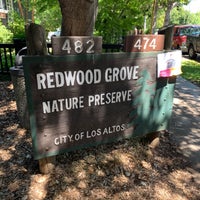 482 474
REDWOOD GROVE
NATURE PRESERVE
CITY OF LOS ALTOS